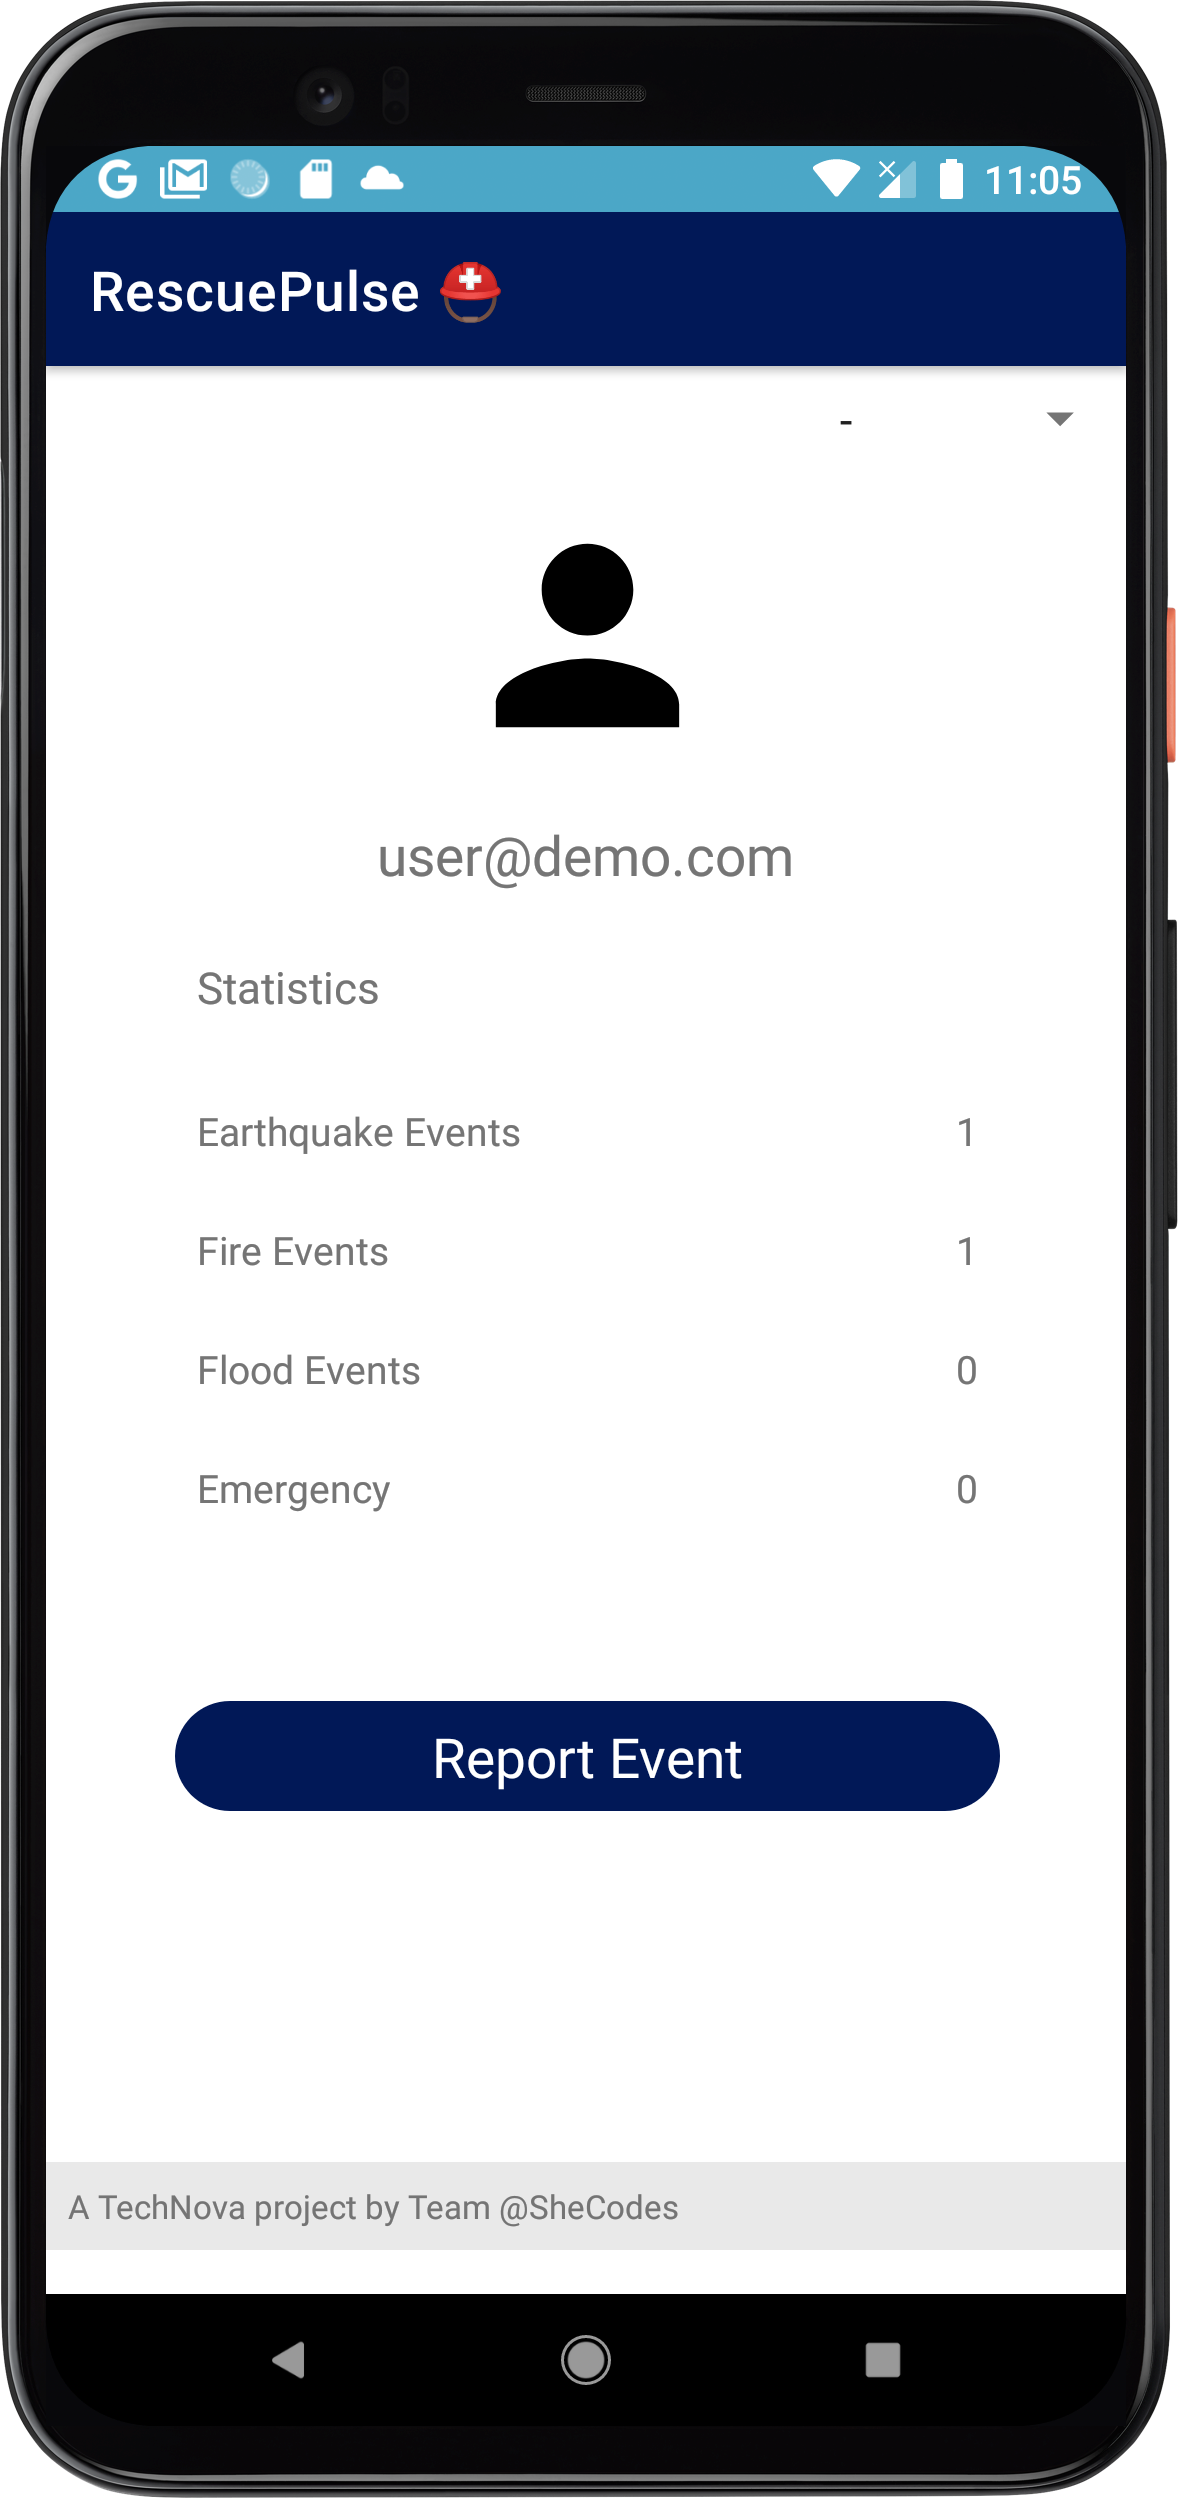 11:05
RescuePulse
-
user@demo.com
Statistics
Earthquake Events 1
Fire Events 1
Flood Events 0
Emergency 0
Report Event
A TechNova project by Team @SheCodes